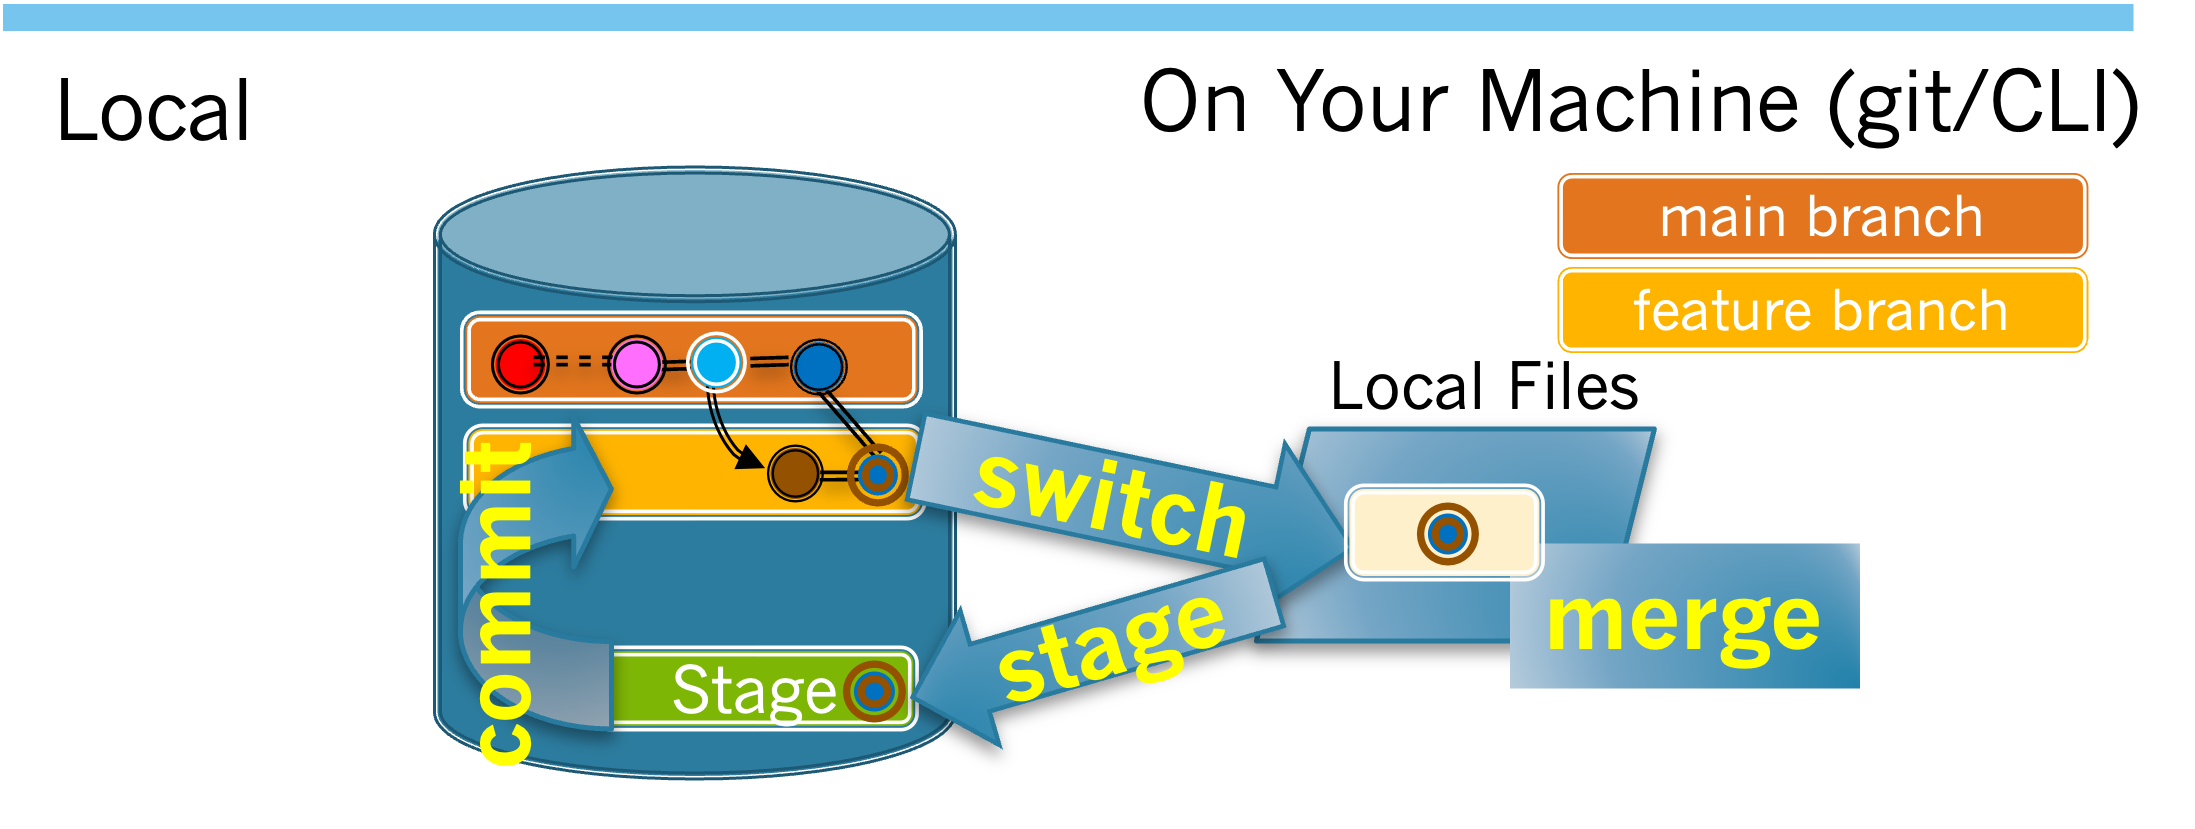 Local
On Your Machine (git/CLI)
main branch
feature branch
Local Files
switch
commit
merge
stage
Stage